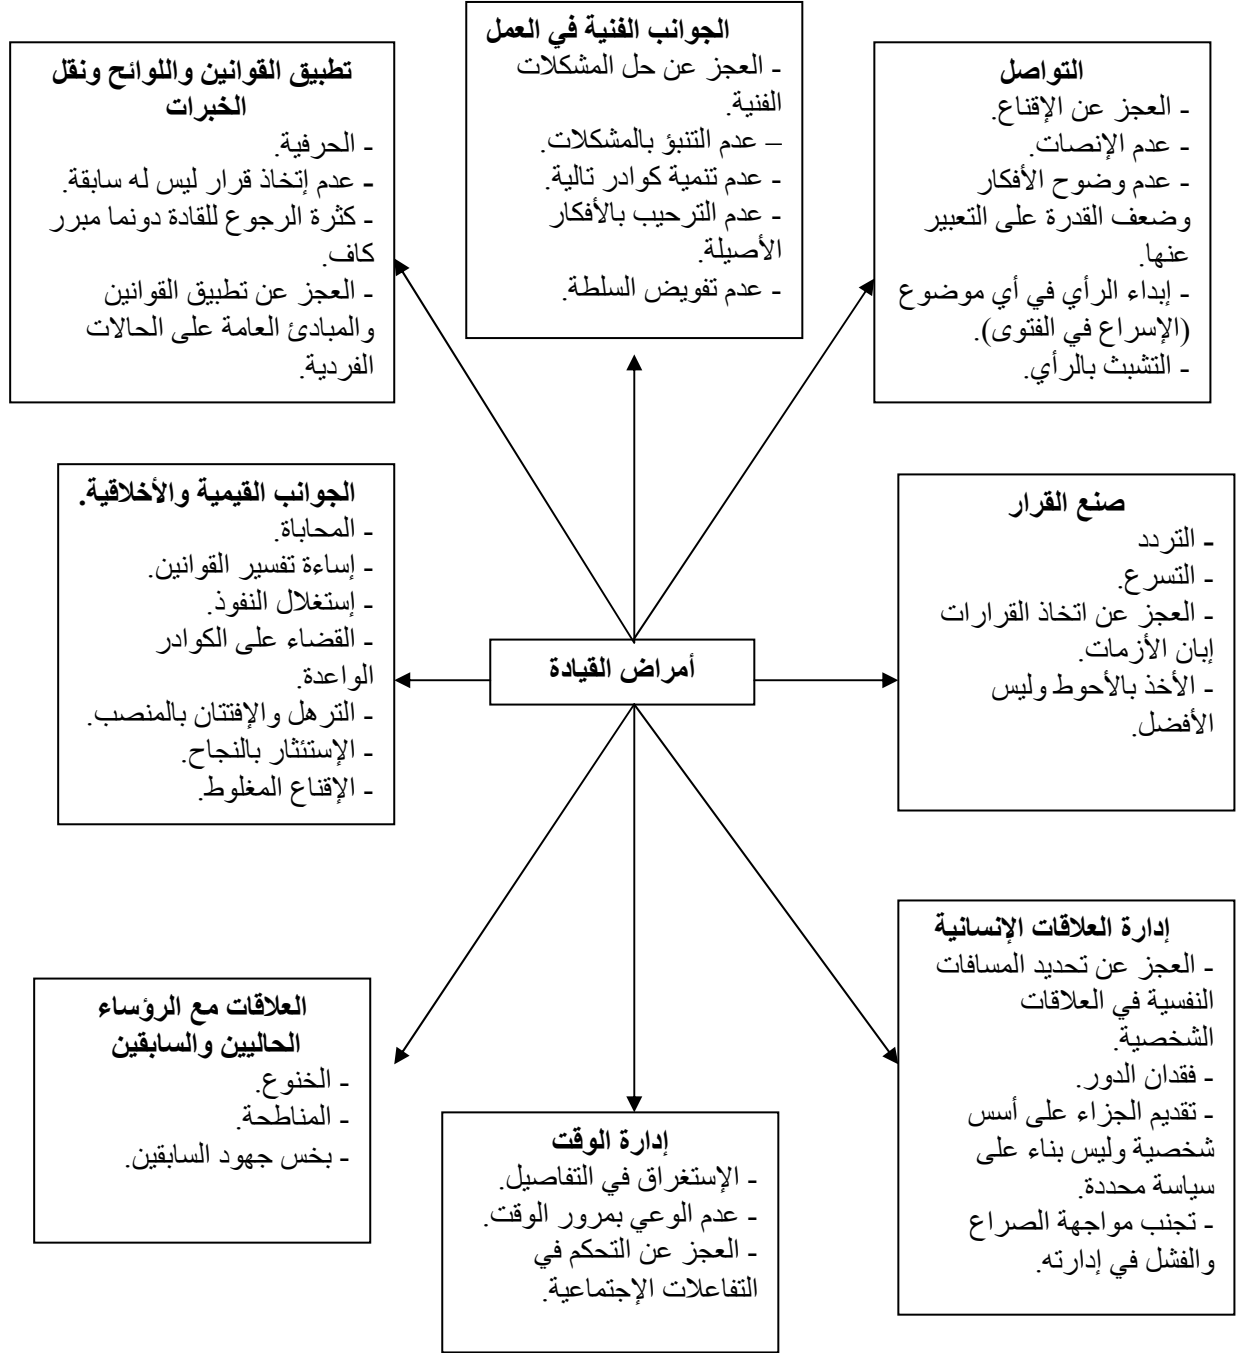 الجوانب الفنية في العمل
- العجز عن حل المشكلات
الفنية.
– عدم التنبؤ بالمشكلات.
- عدم تنمية كوادر تالية.
- عدم الترحيب بالأفكار
الأصيلة.
- عدم تفويض السلطة.
التواصل
- العجز عن الإقناع.
- عدم الإنصات.
- عدم وضوح الأفكار
وضعف القدرة على التعبير
عنها.
- إبداء الرأي في أي موضوع
(الإسراع في الفتوى).
- التشبث بالرأي.
تطبيق القوانين واللوائح ونقل
الخبرات
- الحرفية.
- عدم إتخاذ قرار ليس له سابقة.
- كثرة الرجوع للقادة دونما مبرر
كاف.
- العجز عن تطبيق القوانين
والمبادئ العامة على الحالات
الفردية.
صنع القرار
- التردد
- التسرع.
- العجز عن اتخاذ القرارات
إبان الأزمات.
- الأخذ بالأحوط وليس
الأفضل.
أمراض القيادة
الجوانب القيمية والأخلاقية.
- المحاباة.
- إساءة تفسير القوانين.
- إستغلال النفوذ.
- القضاء على الكوادر
الواعدة.
- الترهل والإفتتان بالمنصب.
- الإستئثار بالنجاح.
- الإقناع المغلوط.
إدارة العلاقات الإنسانية
- العجز عن تحديد المسافات
النفسية في العلاقات
الشخصية.
- فقدان الدور.
- تقديم الجزاء على أسس
شخصية وليس بناء على
سياسة محددة.
- تجنب مواجهة الصراع
والفشل في إدارته.
العلاقات مع الرؤساء
الحاليين والسابقين
- الخنوع.
- المناطحة.
- بخس جهود السابقين.
إدارة الوقت
- الإستغراق في التفاصيل.
- عدم الوعي بمرور الوقت.
- العجز عن التحكم في
التفاعلات الإجتماعية.